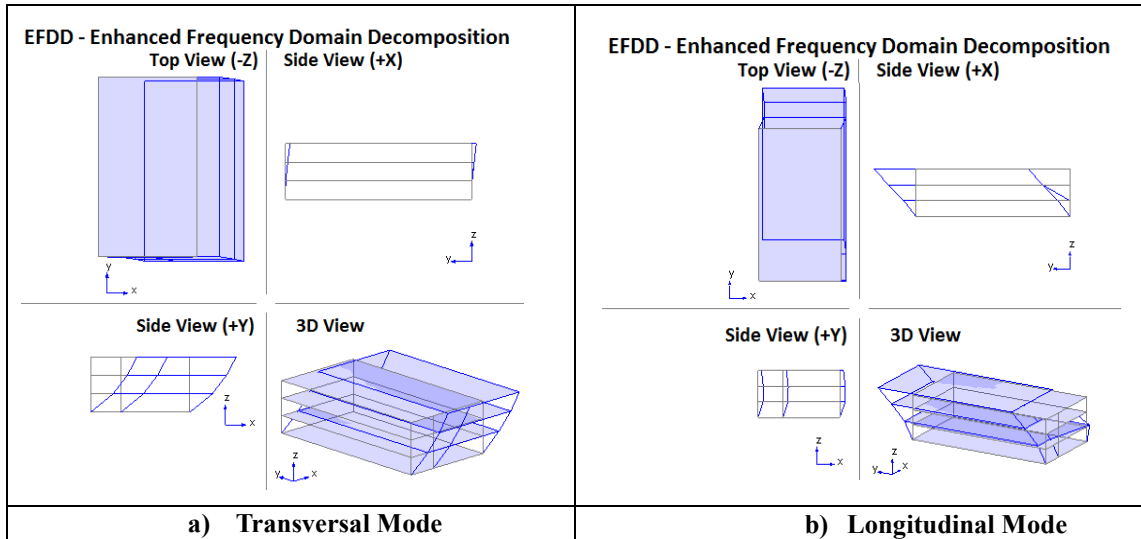 EFDD - Enhanced Frequency Domain Decomposition
Top View (-Z)
Side View (+X)
y
x
z
y
Side View (+Y)
3D View
z
x
z
y
x
a) Transversal Mode
EFDD - Enhanced Frequency Domain Decomposition
Top View (-Z)
Side View (+X)
y
x
z
y
Side View (+Y)
3D View
z
x
z
y
x
b) Longitudinal Mode